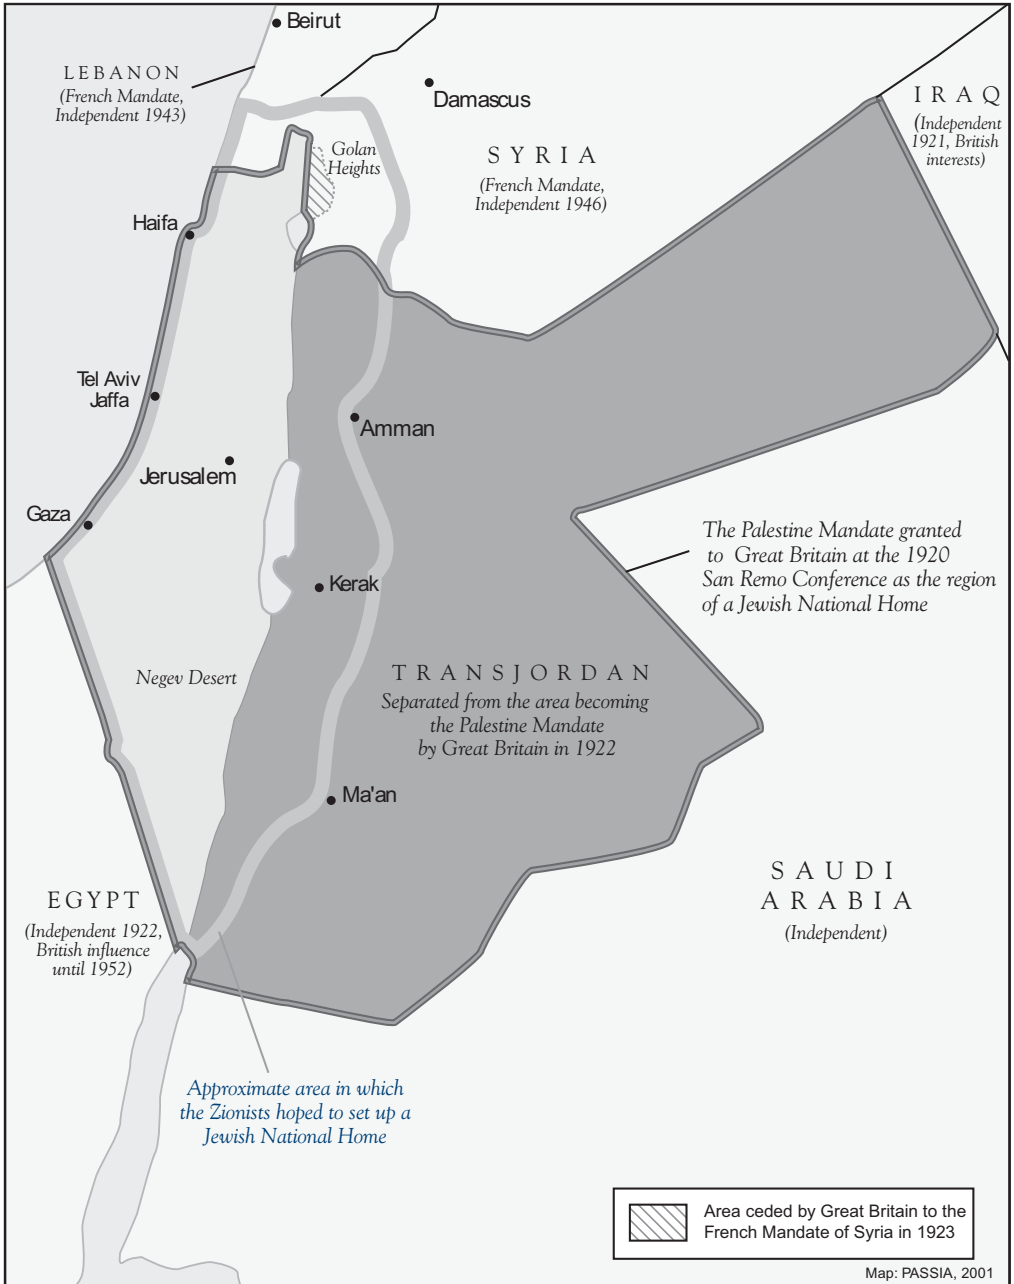 Beirut
LEBANON
(French Mandate,
Independent 1943)
Damascus
IRAQ
(Independent
1921, British
interests)
Golan
Heights
SYRIA
(French Mandate,
Independent 1946)
Haifa
Tel Aviv
Jaffa
Amman
Jerusalem
Gaza
The Palestine Mandate granted
to Great Britain at the 1920
San Remo Conference as the region
of a Jewish National Home
Kerak
Negev Desert
TRANSJORDAN
Separated from the area becoming
the Palestine Mandate
by Great Britain in 1922
Ma'an
SAUDI
ARABIA
(Independent)
EGYPT
(Independent 1922,
British influence
until 1952)
Approximate area in which
the Zionists hoped to set up a
Jewish National Home
Area ceded by Great Britain to the
French Mandate of Syria in 1923
Map: PASSIA, 2001